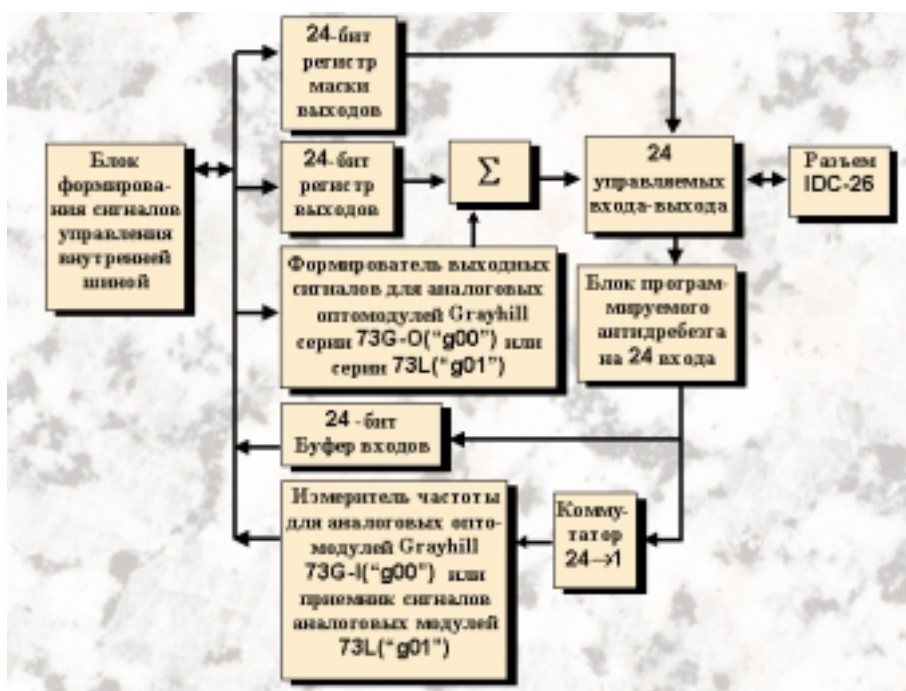 24-бит
регистр
маски
выходов
Блок
формирова-
ния сигналов
управления
внутренней
шиной
24-бит
регистр
выходов
Σ
24
управляемых
входа-выхода
Разъем
IDC-26
Формирователь выходных
сигналов для аналоговых
оптомодулей Grayhill
серии 73G-O("g00") или
серии 73L("g01")
Блок програм-
мируемого
антидребезга
на 24 входа
24 -бит
Буфер входов
Измеритель частоты
для аналоговых опто-
модулей Grayhill
73G-I("g00") или
приемник сигналов
аналоговых модулей
73L("g01")
Комму-
татор
24→1